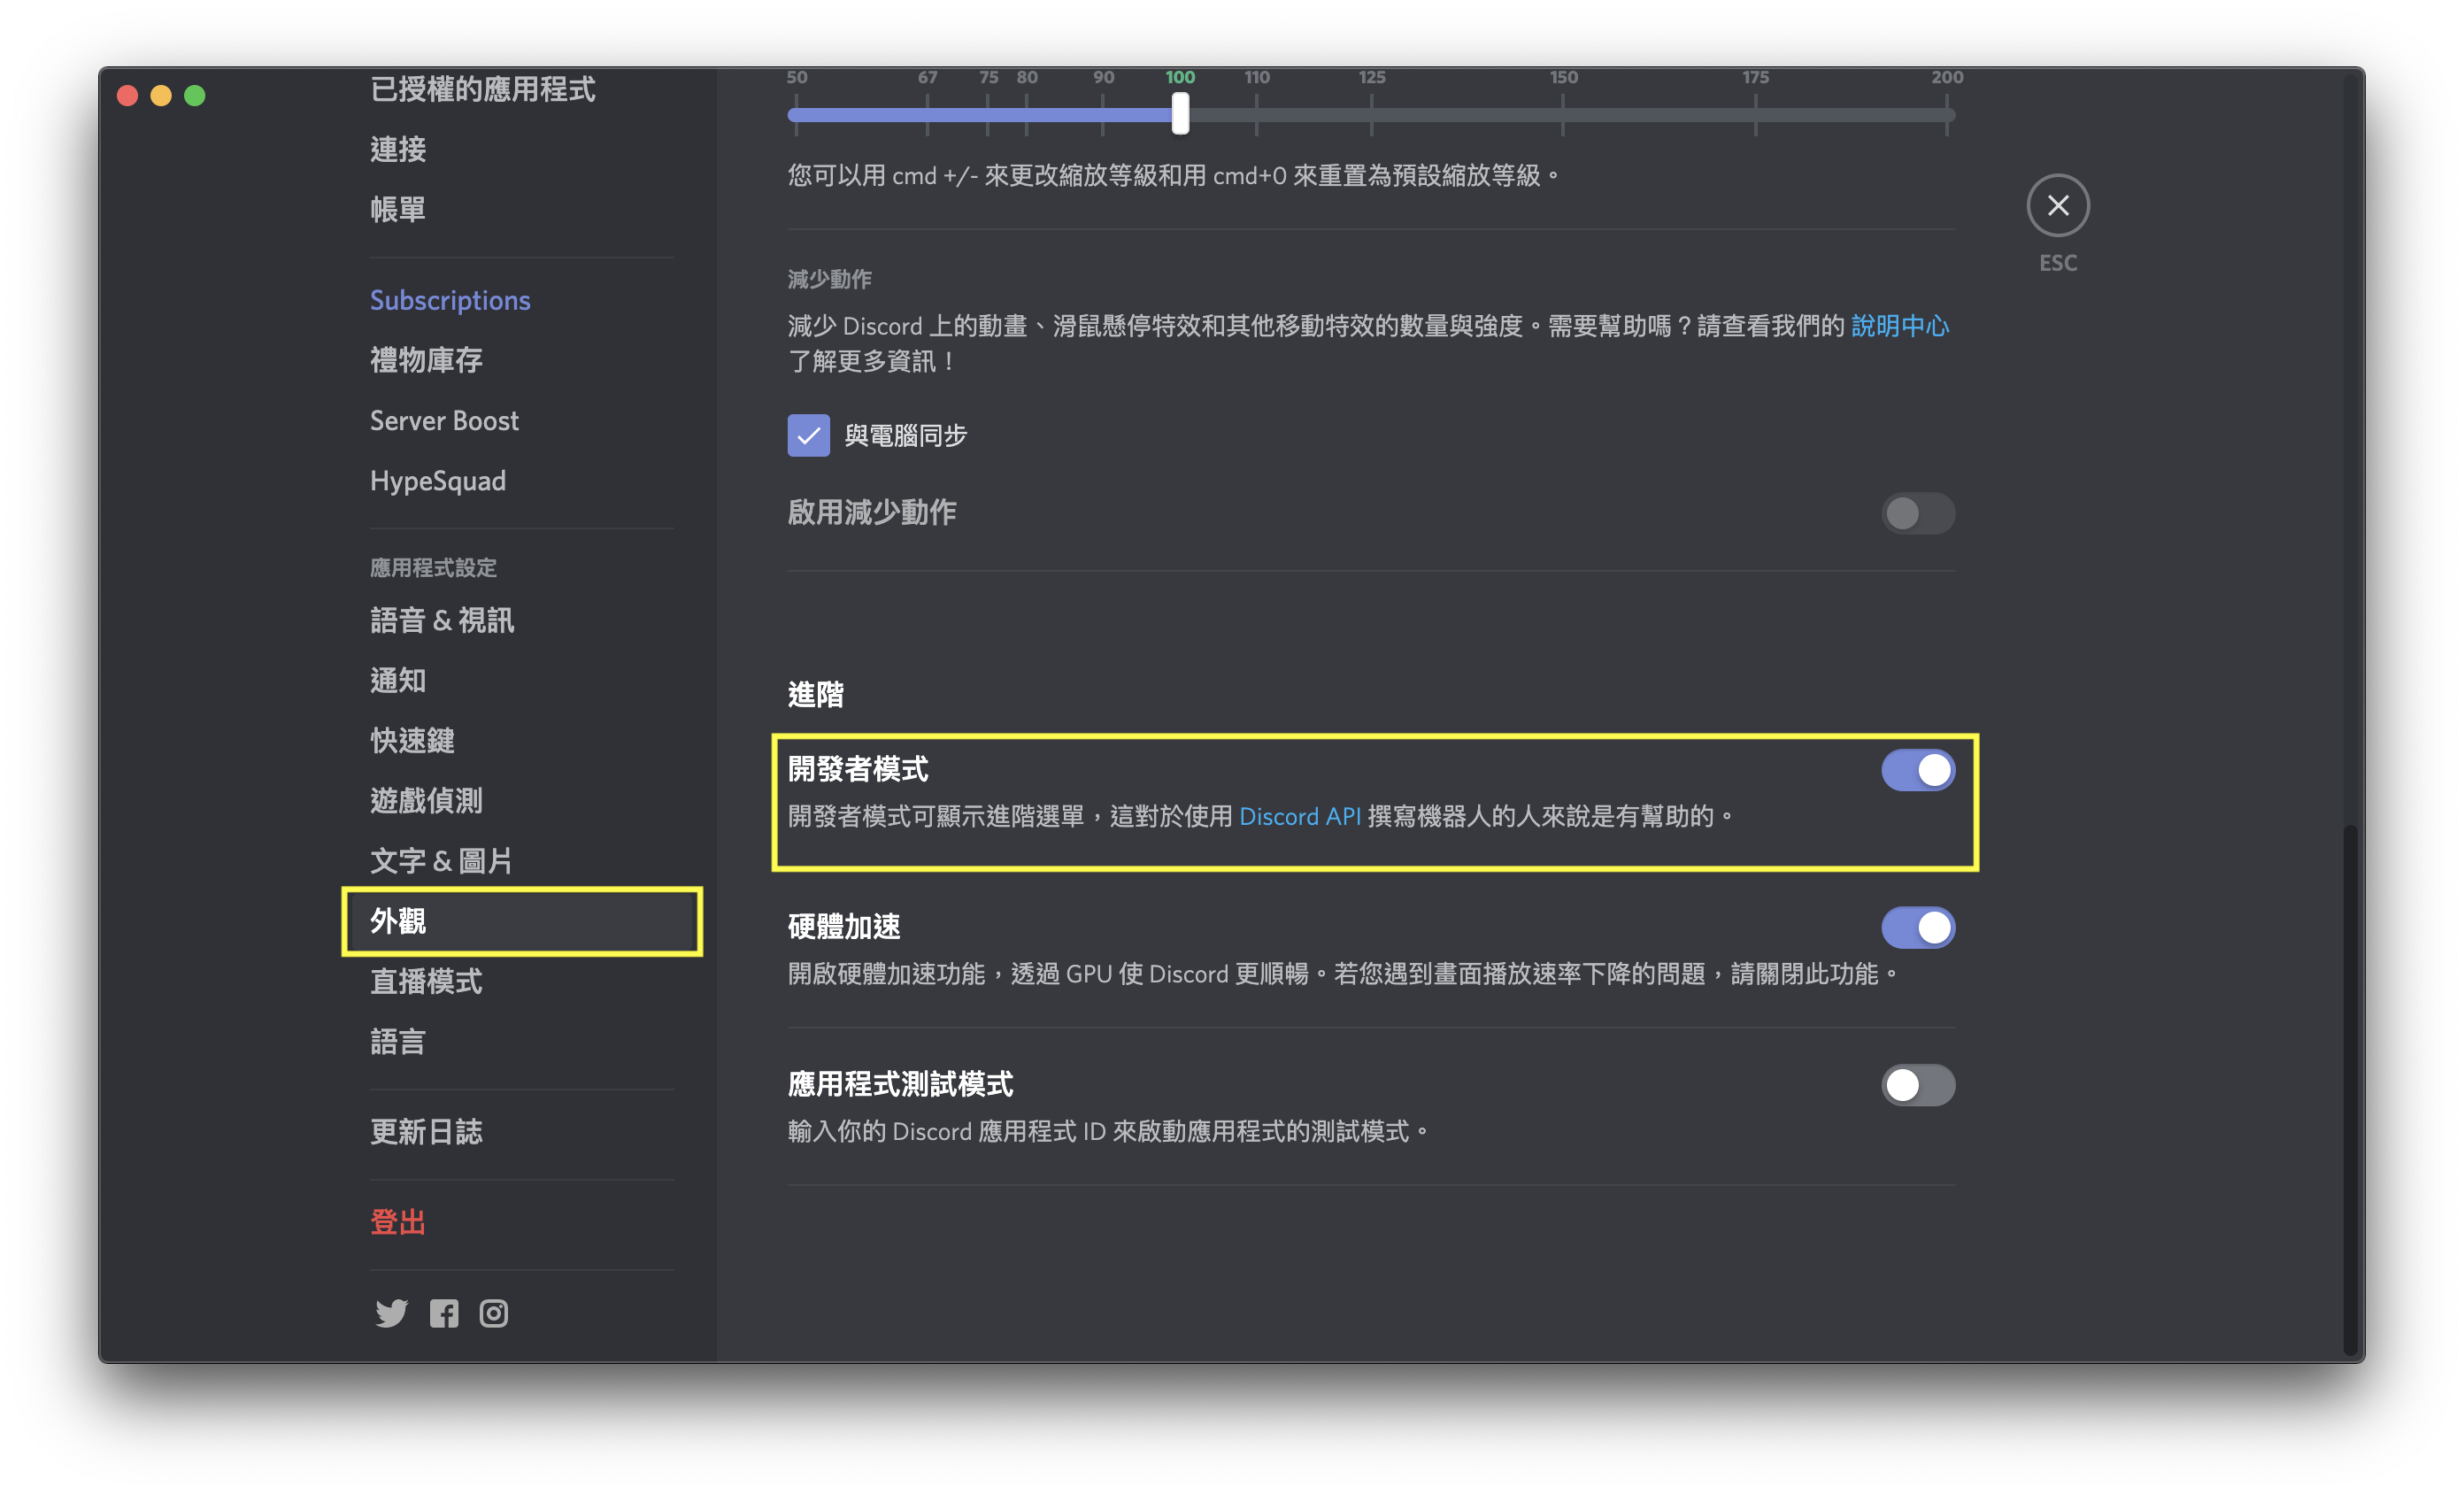 已授權的應用程式
連接
帳單
Subscriptions
禮物庫存
Server Boost
HypeSquad
應用程式設定
語音 & 視訊
通知
快速鍵
遊戲偵測
文字 & 圖片
外觀
直播模式
語言
更新日誌
登出
50 67 75 80 90 100 110 125 150 175 200
您可以用 cmd +/- 來更改縮放等級和用 cmd+0 來重置為預設縮放等級。
減少動作
減少 Discord 上的動畫、滑鼠懸停特效和其他移動特效的數量與強度。需要幫助嗎？請查看我們的 說明中心
了解更多資訊！
與電腦同步
啟用減少動作
進階
開發者模式
開發者模式可顯示進階選單，這對於使用 Discord API 撰寫機器人的人來說是有幫助的。
硬體加速
開啟硬體加速功能，透過 GPU 使 Discord 更順暢。若您遇到畫面播放速率下降的問題，請關閉此功能。
應用程式測試模式
輸入你的 Discord 應用程式 ID 來啟動應用程式的測試模式。
ESC